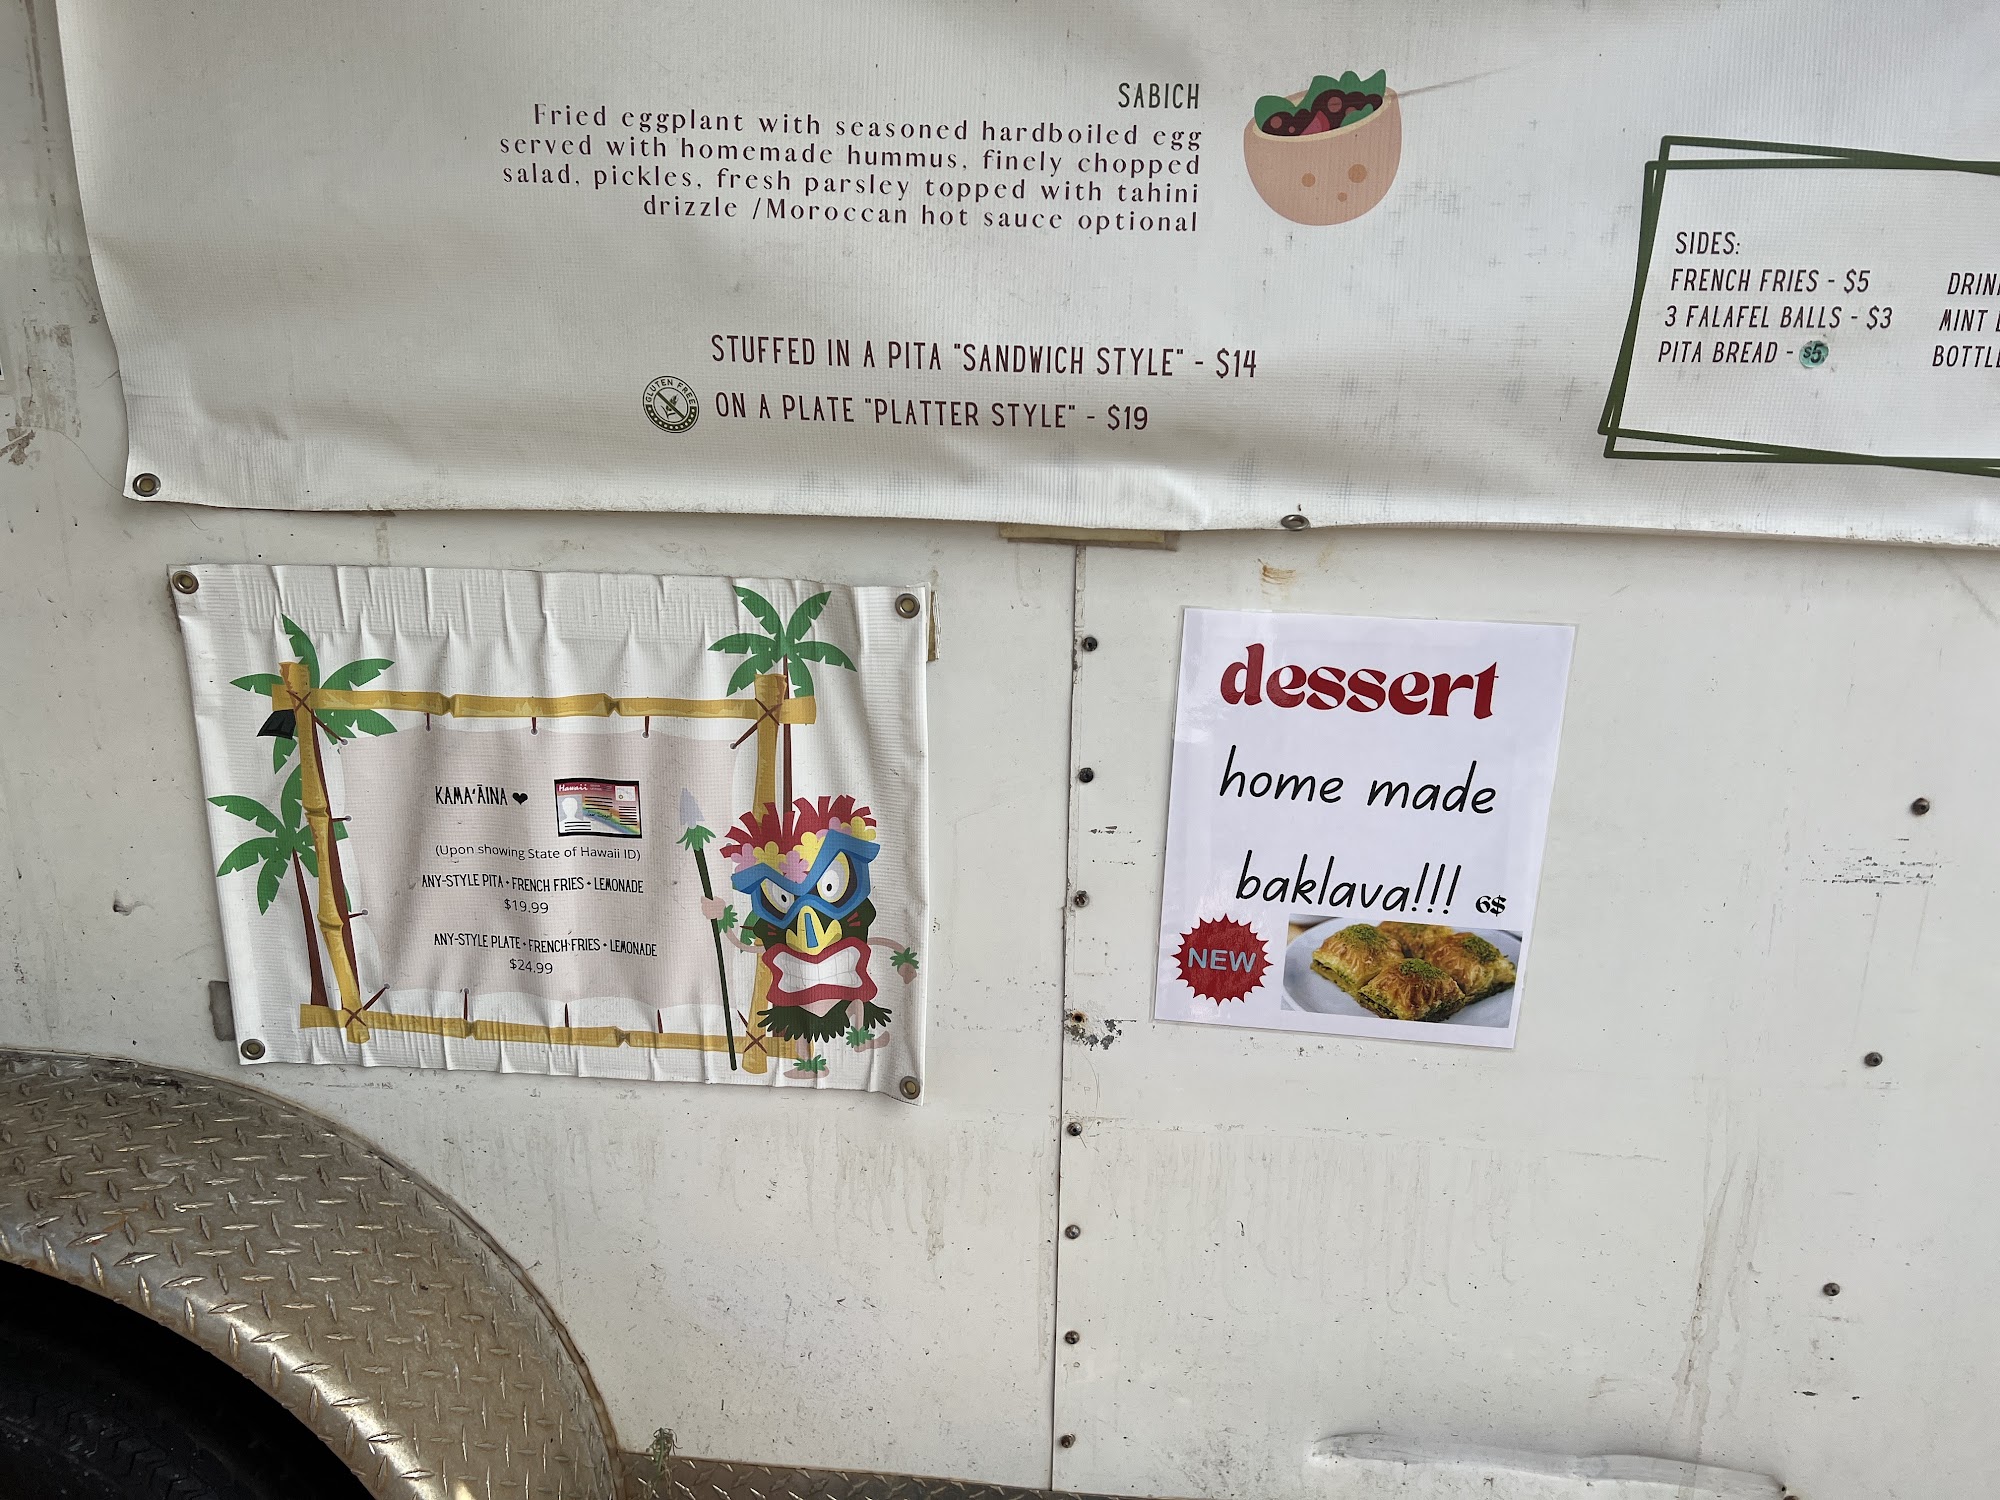 SABICH
Fried eggplant with seasoned hardboiled egg
served with homemade hummus, finely chopped
salad, pickles, fresh parsley topped with tahini
drizzle /Moroccan hot sauce optional
STUFFED IN A PITA "SANDWICH STYLE" - $14
GLUTEN FREE
ON A PLATE "PLATTER STYLE" - $19
SIDES:
FRENCH FRIES - $5
3 FALAFEL BALLS - $3
PITA BREAD - $5
MINT
KAMAʻĀINA ❤
Hawaii
(Upon showing State of Hawaii ID)
ANY-STYLE PITA • FRENCH FRIES • LEMONADE
$19.99
ANY-STYLE PLATE • FRENCH FRIES • LEMONADE
$24.99
dessert
home made
baklava!!! 6$
NEW